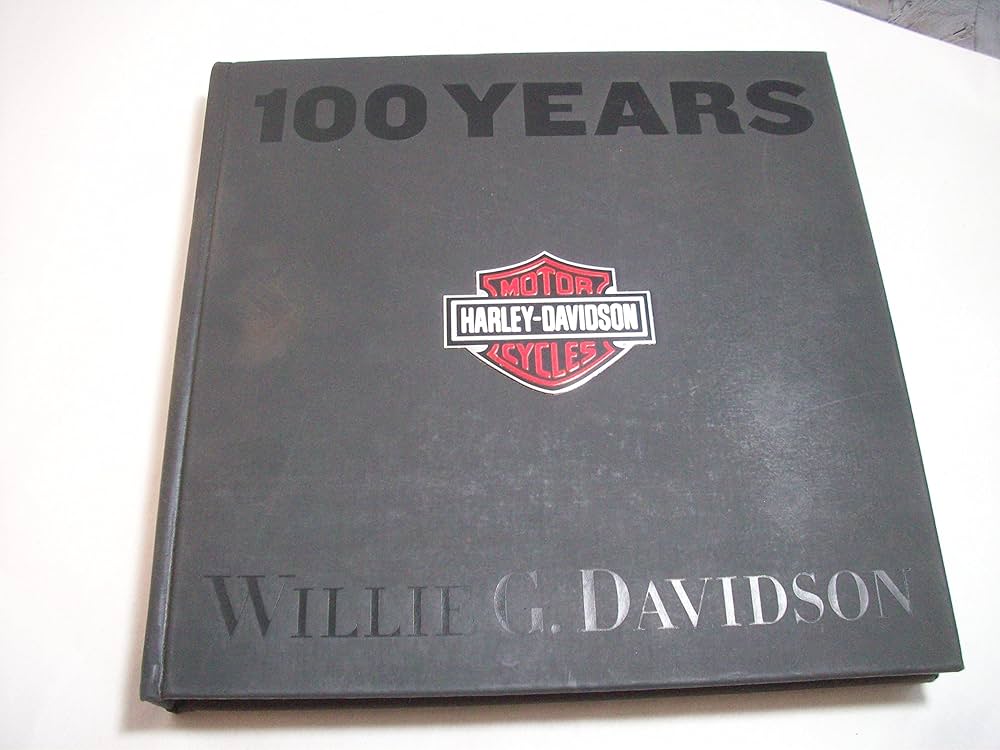 100 YEARS
MOTOR
HARLEY-DAVIDSON
CYCLES
WILLIE G. DAVIDSON